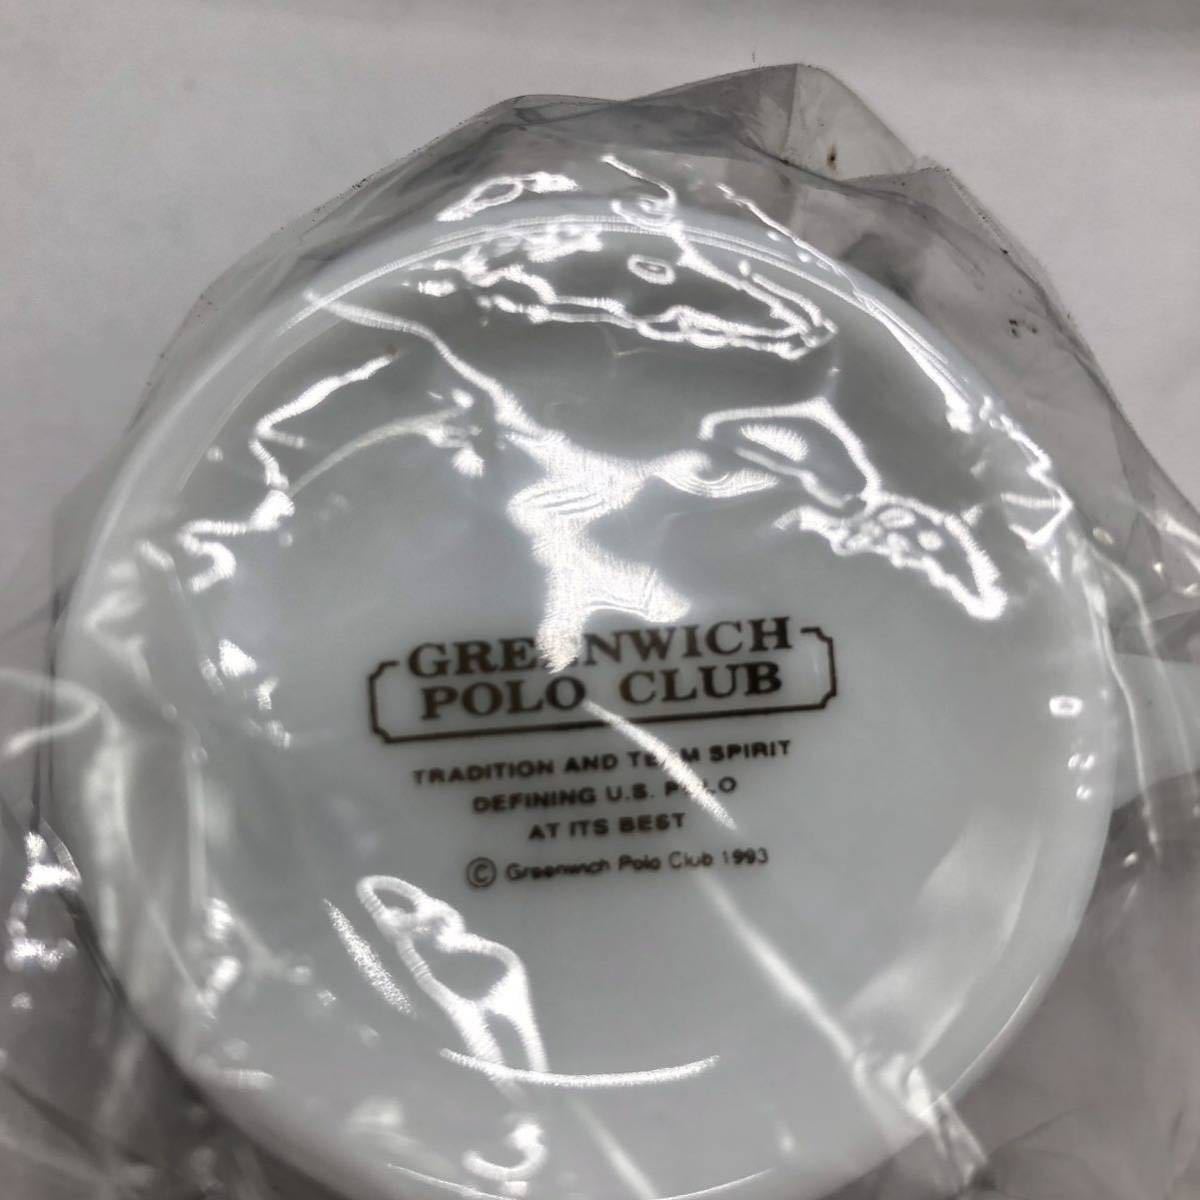 GREENWICH
POLO CLUB
TRADITION AND TEAM SPIRIT
DEFINING U.S. POLO
AT ITS BEST
© Greenwich Polo Club 1993